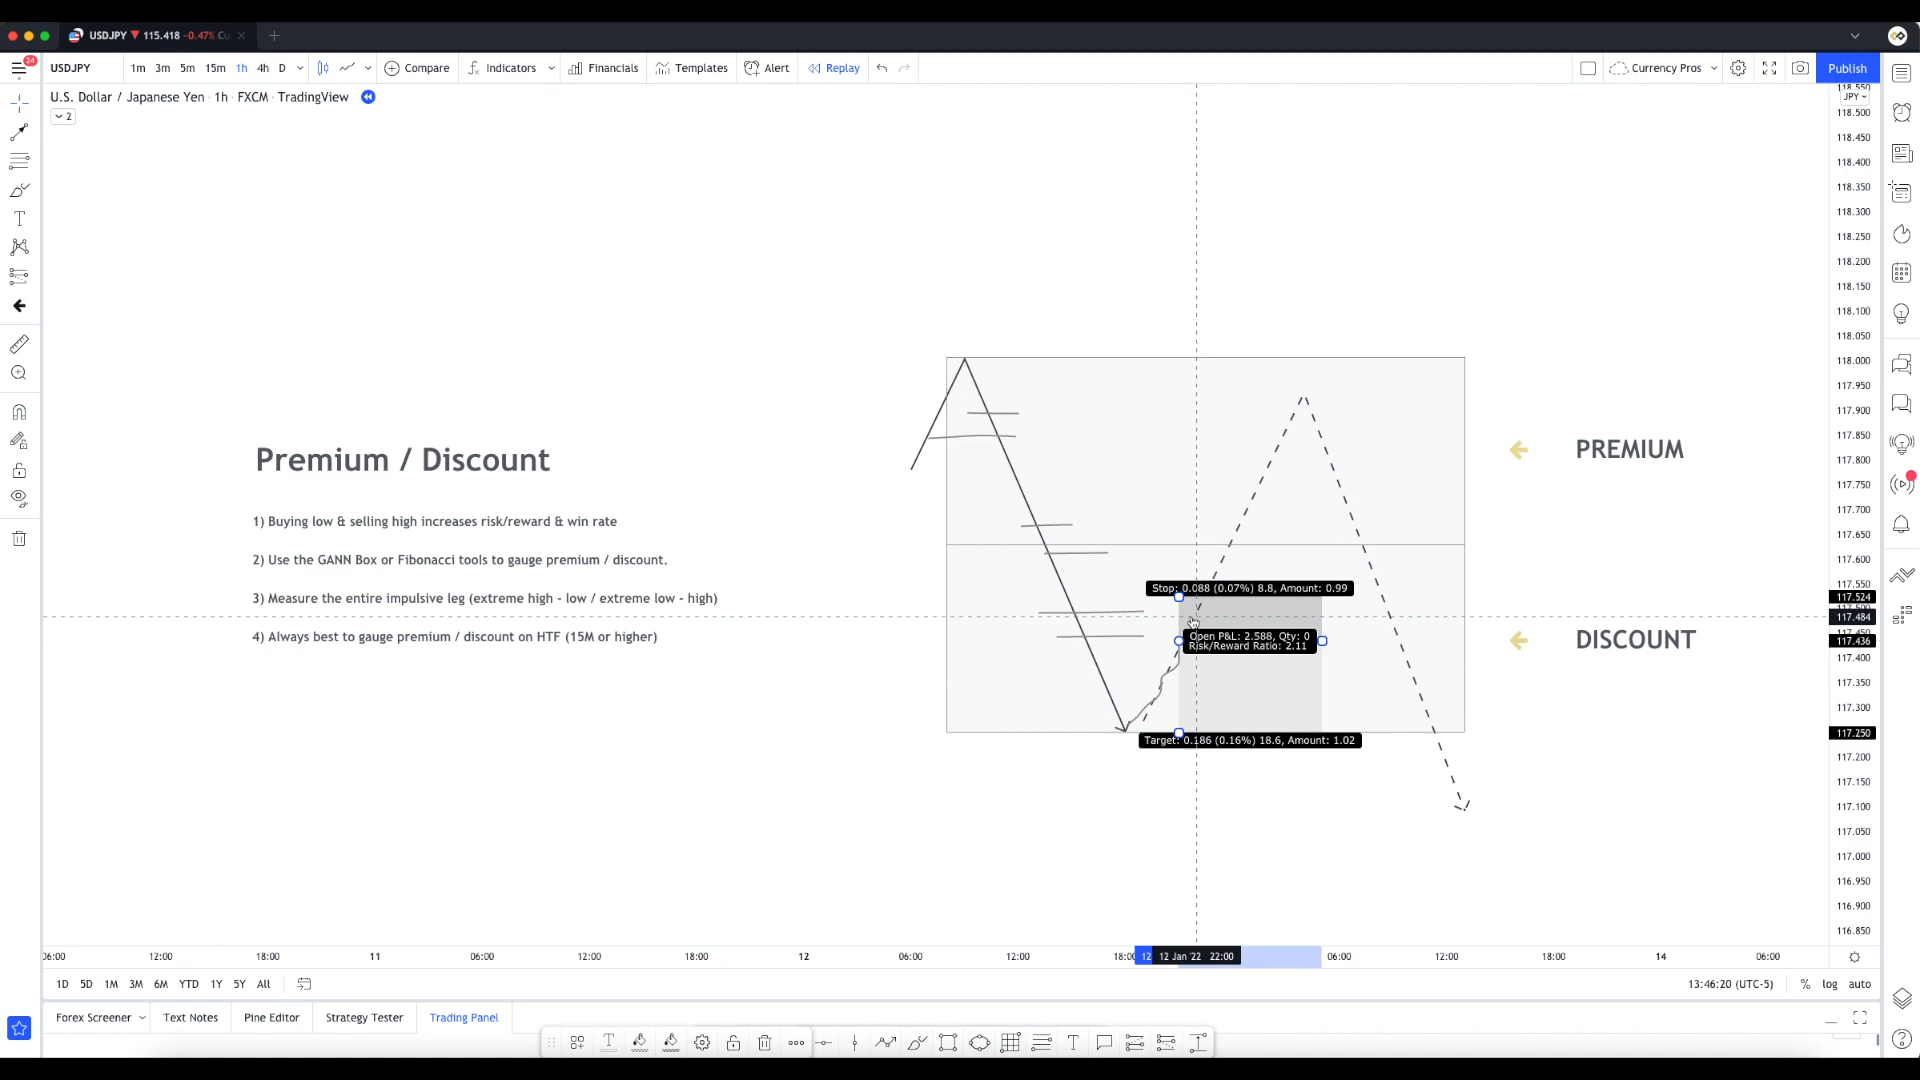 USDJPY ▼ 115.418 −0.47%
24
USDJPY 1m 3m 5m 15m 1h 4h D Compare Indicators Financials Templates Alert Replay Currency Pros Publish
U.S. Dollar / Japanese Yen · 1h · FXCM · TradingView
2
JPY
118.550
118.500
118.450
118.400
118.350
118.300
118.250
118.200
118.150
118.100
118.050
118.000
117.950
117.900
117.850
117.800
117.750
117.700
117.650
117.600
117.550
117.524
117.484
117.436
117.400
117.350
117.300
117.250
117.200
117.150
117.100
117.050
117.000
116.950
116.900
116.850
Premium / Discount
1) Buying low & selling high increases risk/reward & win rate
2) Use the GANN Box or Fibonacci tools to gauge premium / discount.
3) Measure the entire impulsive leg (extreme high - low / extreme low - high)
4) Always best to gauge premium / discount on HTF (15M or higher)
PREMIUM
DISCOUNT
Stop: 0.088 (0.07%) 8.8, Amount: 0.99
Open P&L: 2.588, Qty: 0
Risk/Reward Ratio: 2.11
Target: 0.186 (0.16%) 18.6, Amount: 1.02
06:00 12:00 18:00 11 06:00 12:00 18:00 12 06:00 12:00 18:00 12 12 Jan '22 22:00 06:00 12:00 18:00 14 06:00
1D 5D 1M 3M 6M YTD 1Y 5Y All 13:46:20 (UTC-5) % log auto
Forex Screener Text Notes Pine Editor Strategy Tester Trading Panel